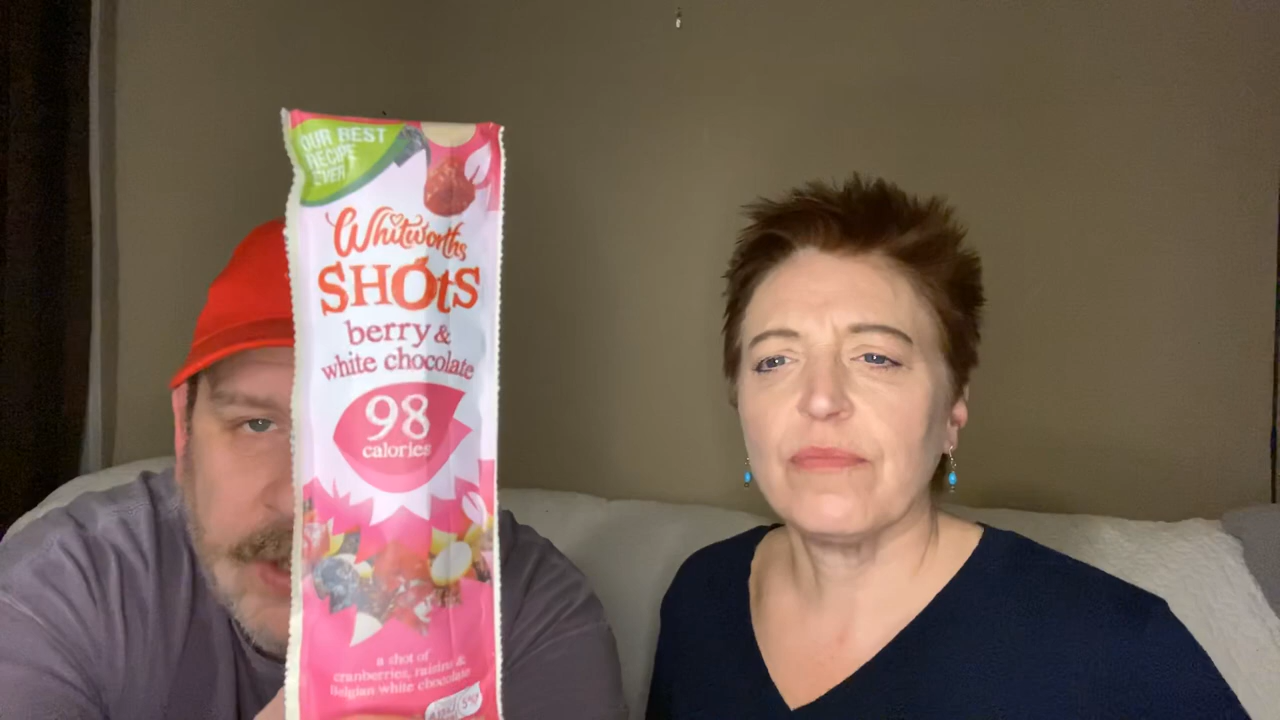 OUR BEST
RECIPE
EVER
Whitworths
SHOtS
berry &
white chocolate
98
calories
a shot of
cranberries, raisins &
Belgian white chocolate